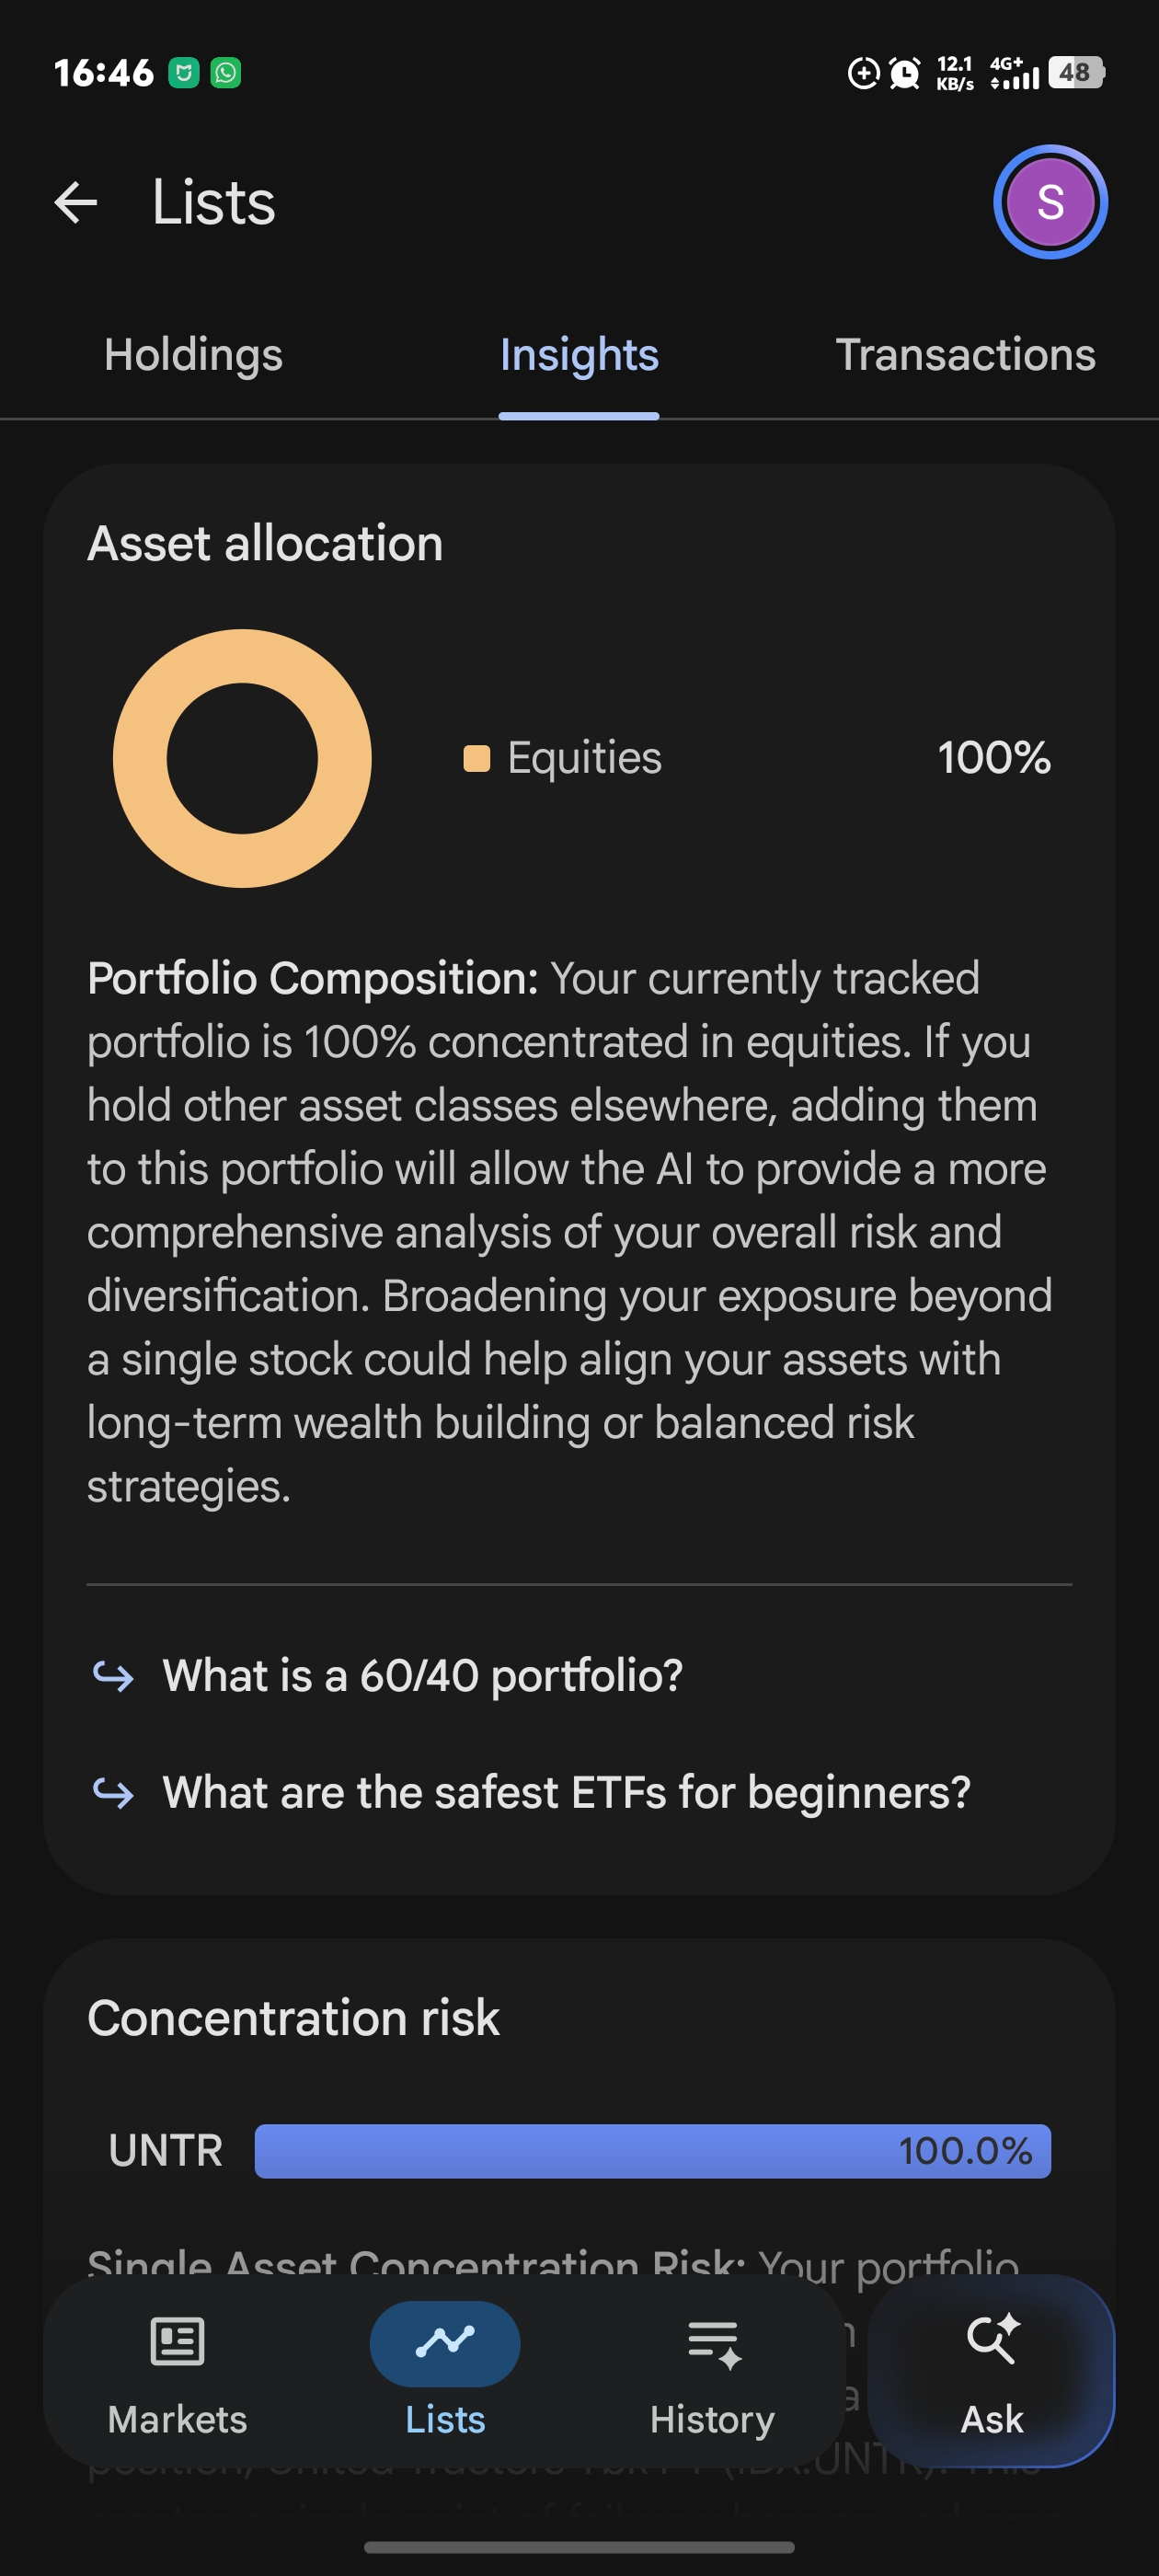 16:46
12.1
KB/s
4G+
48
Lists
S
Holdings
Insights
Transactions
Asset allocation
Equities
100%
Portfolio Composition: Your currently tracked
portfolio is 100% concentrated in equities. If you
hold other asset classes elsewhere, adding them
to this portfolio will allow the AI to provide a more
comprehensive analysis of your overall risk and
diversification. Broadening your exposure beyond
a single stock could help align your assets with
long-term wealth building or balanced risk
strategies.
What is a 60/40 portfolio?
What are the safest ETFs for beginners?
Concentration risk
UNTR
100.0%
Single Asset Concentration Risk: Your portfolio
Markets
Lists
History
Ask